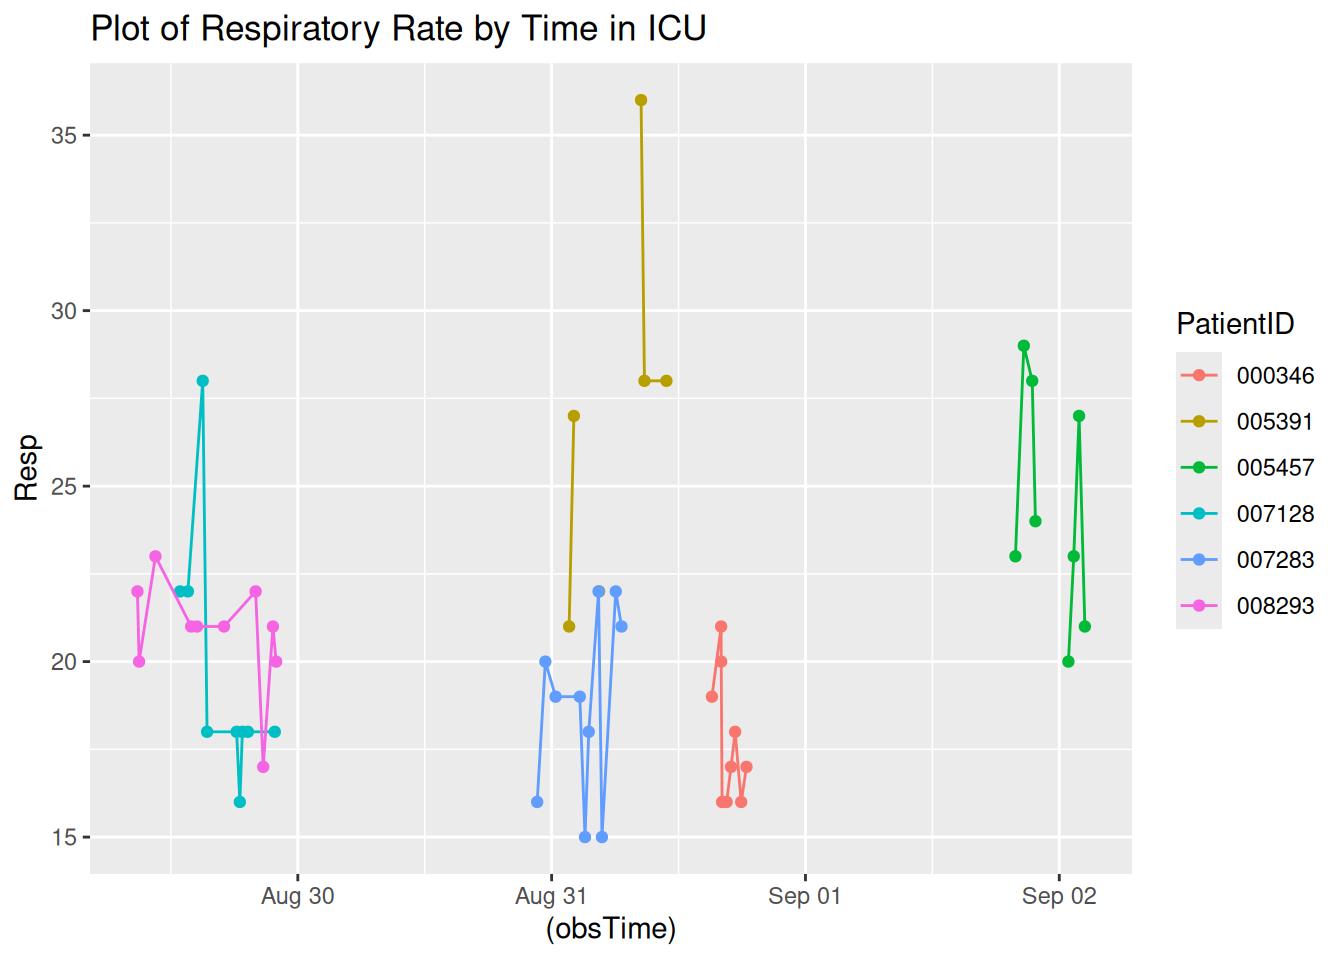 Plot of Respiratory Rate by Time in ICU
35
30
25
20
15
Resp
Aug 30
Aug 31
Sep 01
Sep 02
(obsTime)
PatientID
000346
005391
005457
007128
007283
008293